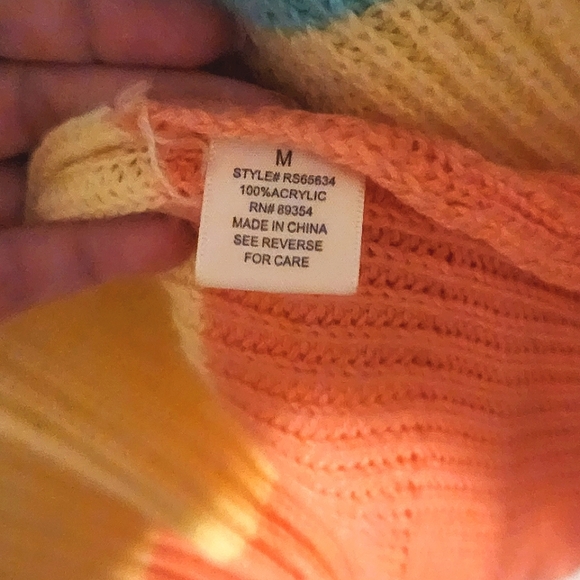 M
STYLE# RS65634
100%ACRYLIC
RN# 89354
MADE IN CHINA
SEE REVERSE
FOR CARE